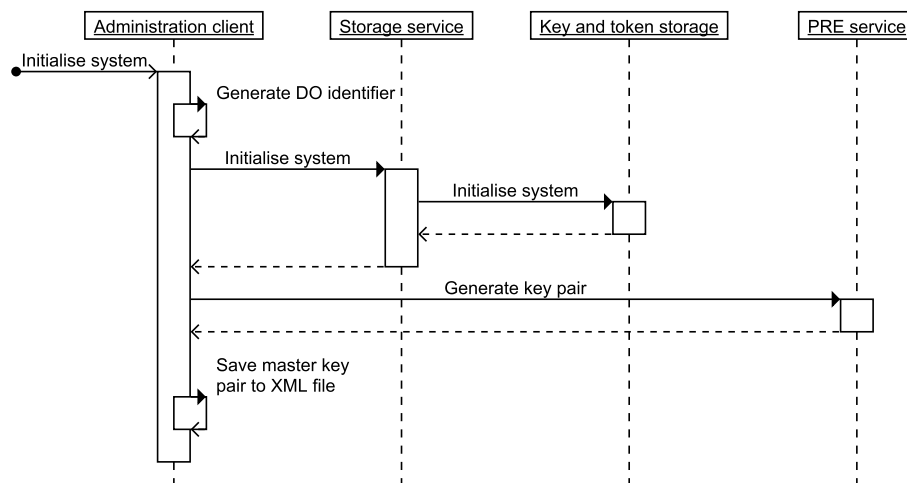 Administration client
Storage service
Key and token storage
PRE service
Initialise system
Generate DO identifier
Initialise system
Initialise system
Generate key pair
Save master key
pair to XML file